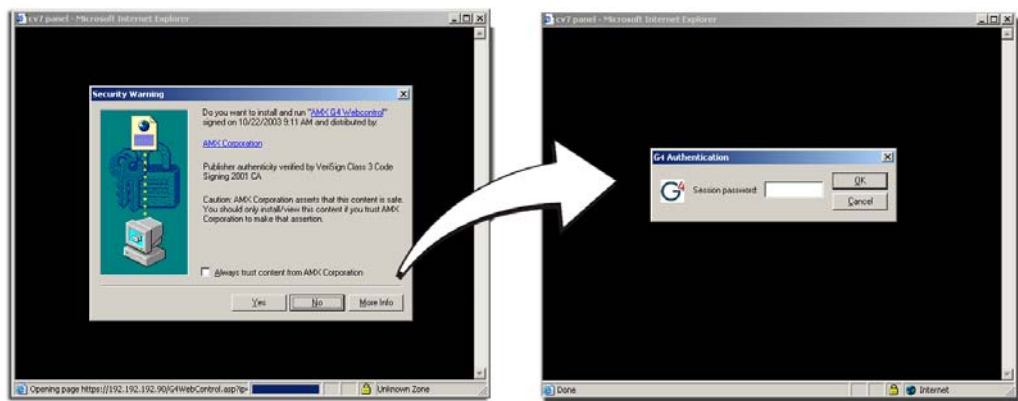 cv7 panel - Microsoft Internet Explorer
Security Warning
Do you want to install and run "AMX G4 Webcontrol"
signed on 10/22/2003 9:11 AM and distributed by:
AMX Corporation
Publisher authenticity verified by VeriSign Class 3 Code
Signing 2001 CA
Caution: AMX Corporation asserts that this content is safe.
You should only install/view this content if you trust AMX
Corporation to make that assertion.
Always trust content from AMX Corporation
Yes
No
More Info
Opening page https://192.192.192.90/G4WebControl.asp?ip=
Unknown Zone
cv7 panel - Microsoft Internet Explorer
G4 Authentication
G4
Session password:
OK
Cancel
Done
Internet